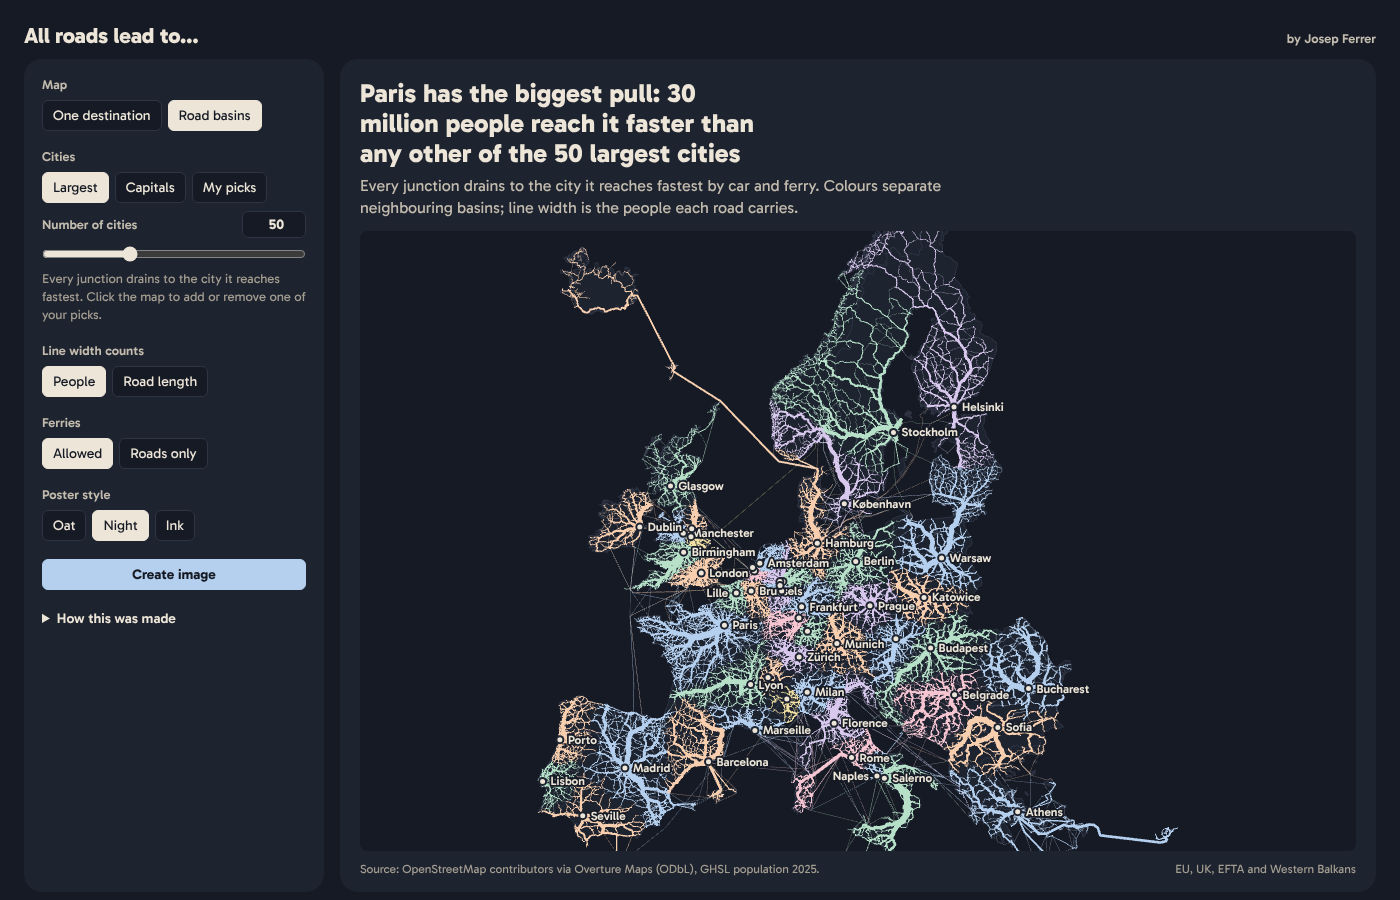 All roads lead to...
by Josep Ferrer
Map
One destination
Road basins
Cities
Largest
Capitals
My picks
Number of cities
50
Every junction drains to the city it reaches
fastest. Click the map to add or remove one of
your picks.
Line width counts
People
Road length
Ferries
Allowed
Roads only
Poster style
Oat
Night
Ink
Create image
How this was made
Paris has the biggest pull: 30
million people reach it faster than
any other of the 50 largest cities
Every junction drains to the city it reaches fastest by car and ferry. Colours separate
neighbouring basins; line width is the people each road carries.
Helsinki
Stockholm
Glasgow
København
Dublin
Manchester
Hamburg
Birmingham
Amsterdam
Berlin
Warsaw
London
Lille
Brussels
Frankfurt
Prague
Katowice
Paris
Munich
Budapest
Zürich
Lyon
Milan
Belgrade
Bucharest
Florence
Sofia
Marseille
Porto
Rome
Madrid
Barcelona
Naples
Salerno
Lisbon
Seville
Athens
Source: OpenStreetMap contributors via Overture Maps (ODbL), GHSL population 2025.
EU, UK, EFTA and Western Balkans